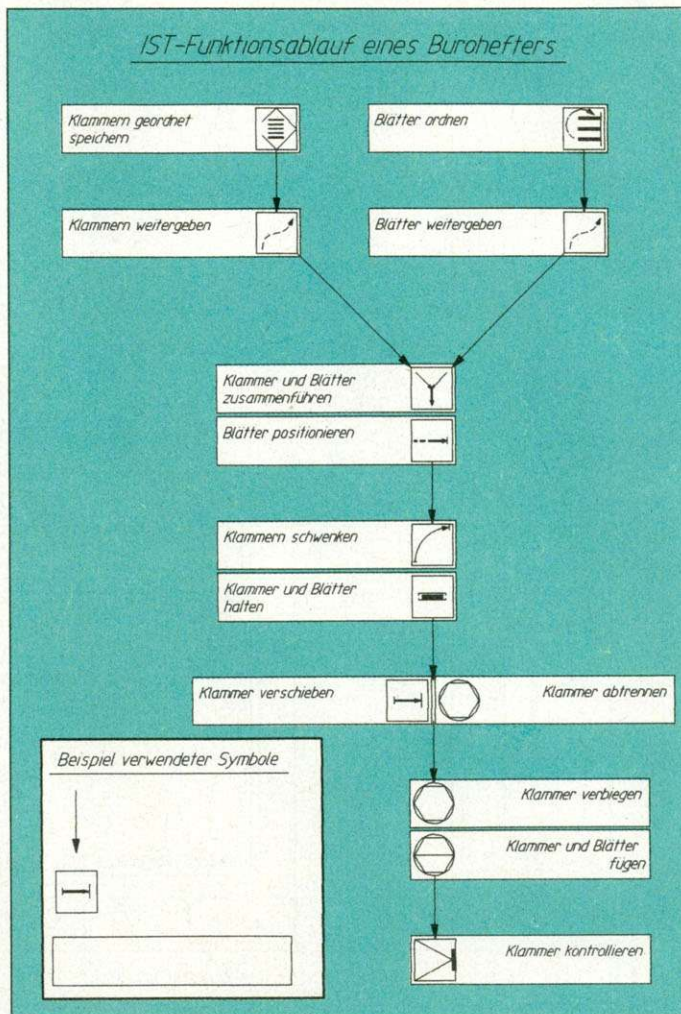 IST-Funktionsablauf eines Bürohefters
Klammern geordnet
speichern
Blätter ordnen
Klammern weitergeben
Blätter weitergeben
Klammer und Blätter
zusammenführen
Blätter positionieren
Klammern schwenken
Klammer und Blätter
halten
Klammer verschieben
Klammer abtrennen
Beispiel verwendeter Symbole
Klammer verbiegen
Klammer und Blätter
fügen
Klammer kontrollieren